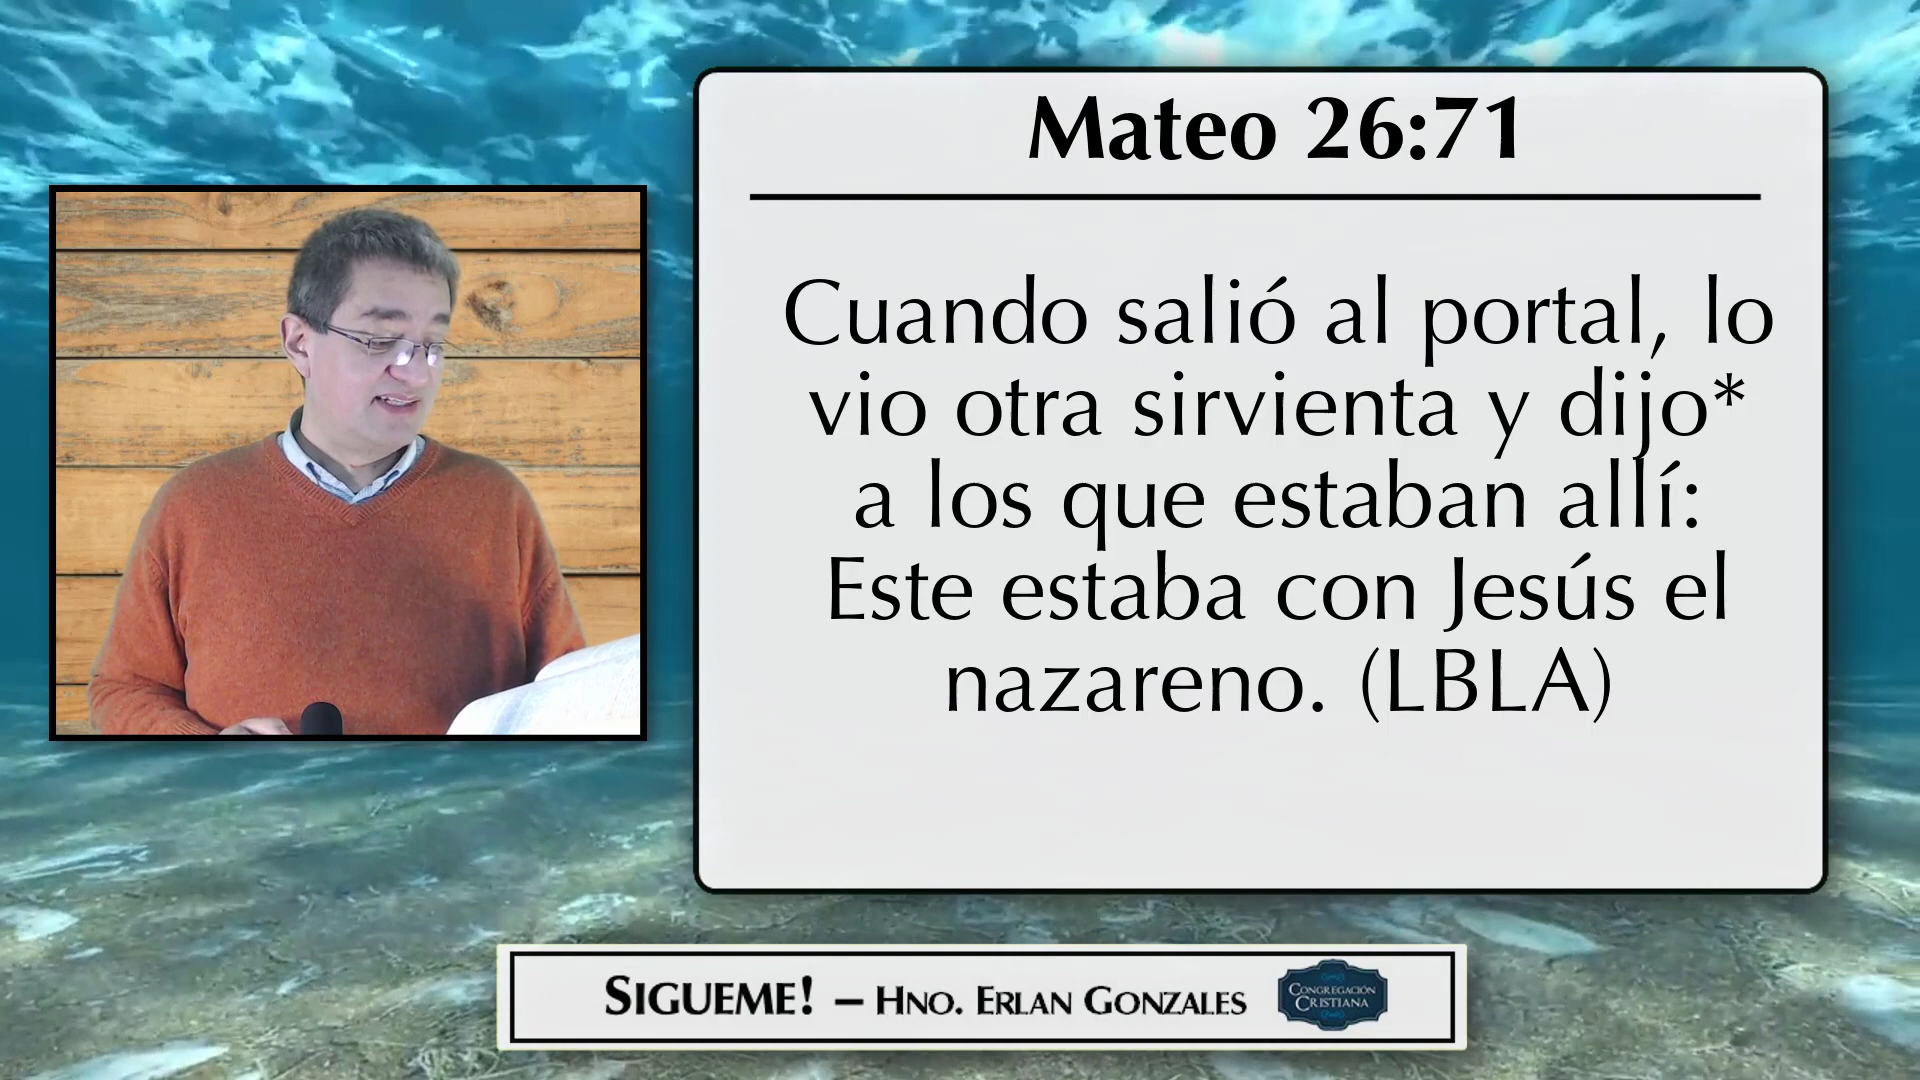 Mateo 26:71
Cuando salió al portal, lo
vio otra sirvienta y dijo*
a los que estaban allí:
Este estaba con Jesús el
nazareno. (LBLA)
SIGUEME! – HNO. ERLAN GONZALES
CONGREGACIÓN
CRISTIANA